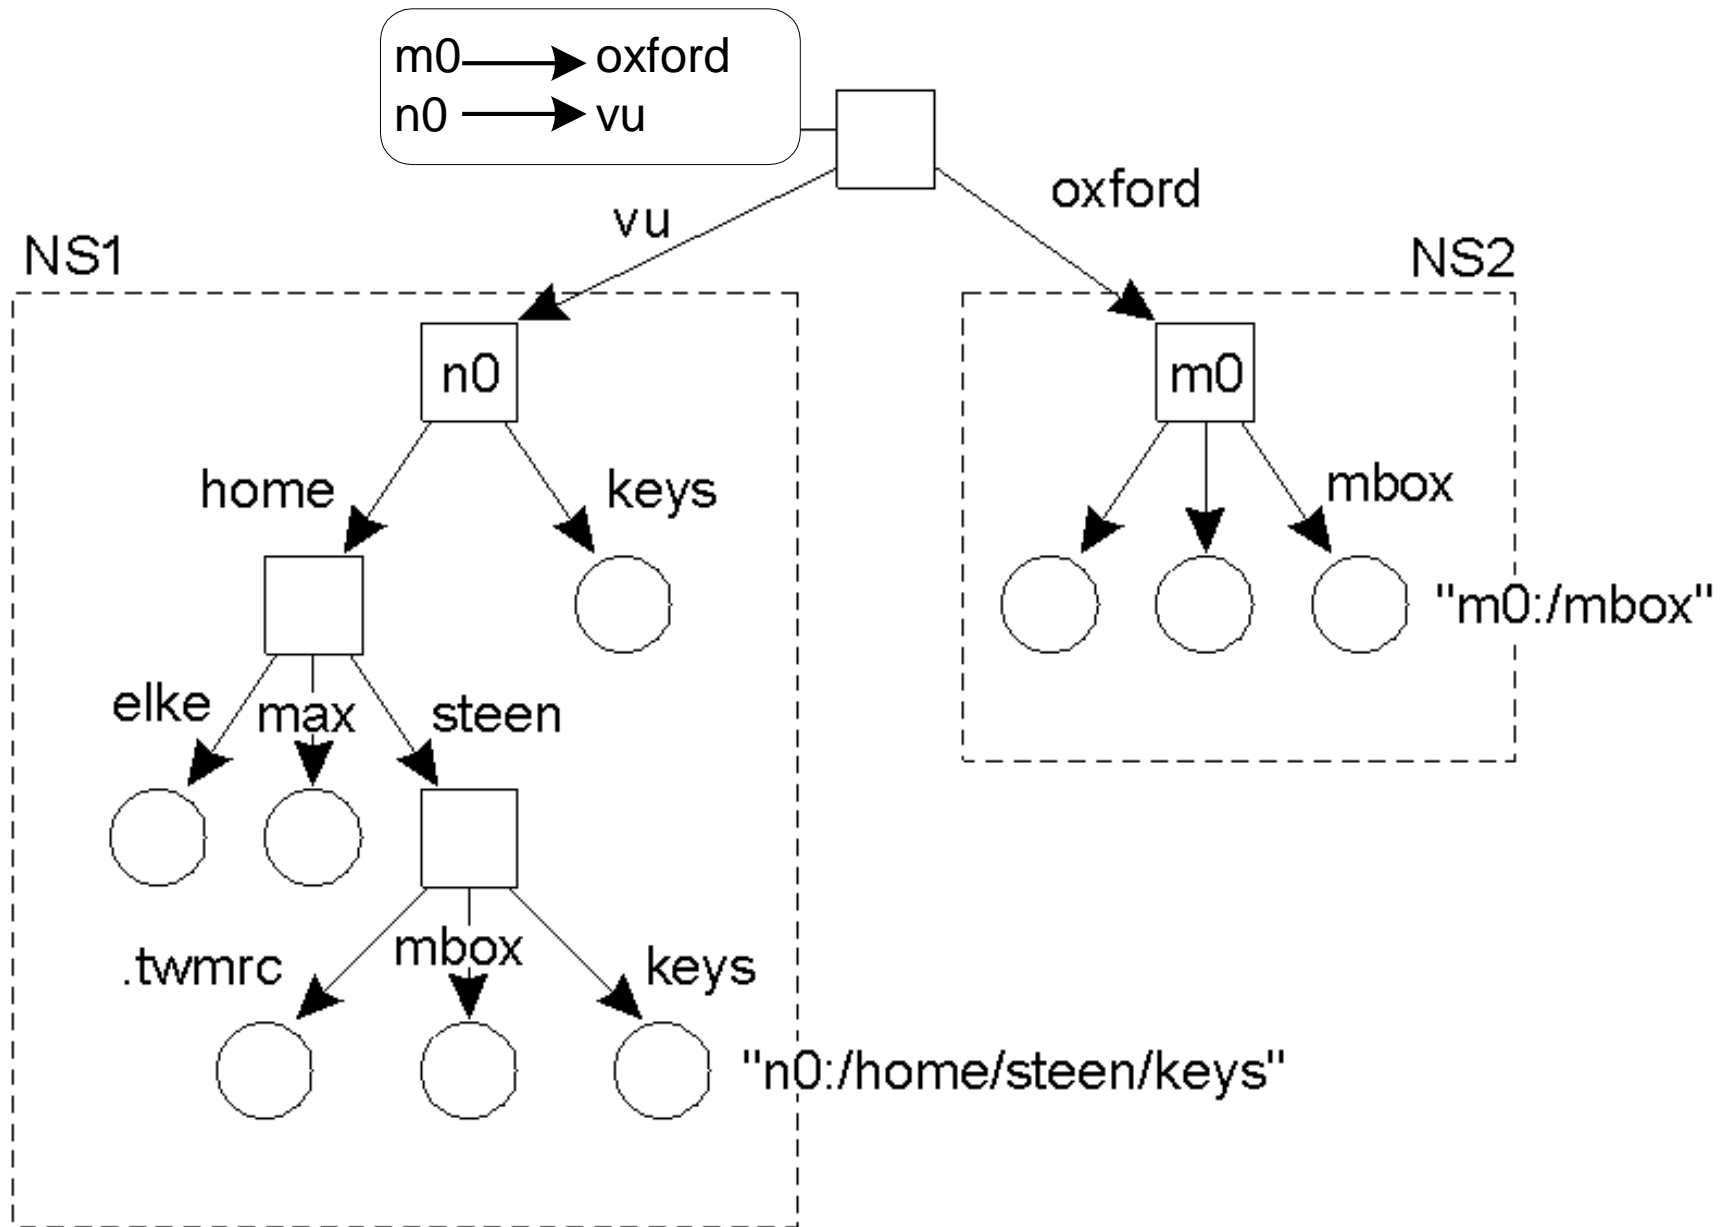 m0 oxford
n0 vu
vu
oxford
NS1
NS2
n0
m0
home
keys
mbox
"m0:/mbox"
elke
max
steen
.twmrc
mbox
keys
"n0:/home/steen/keys"